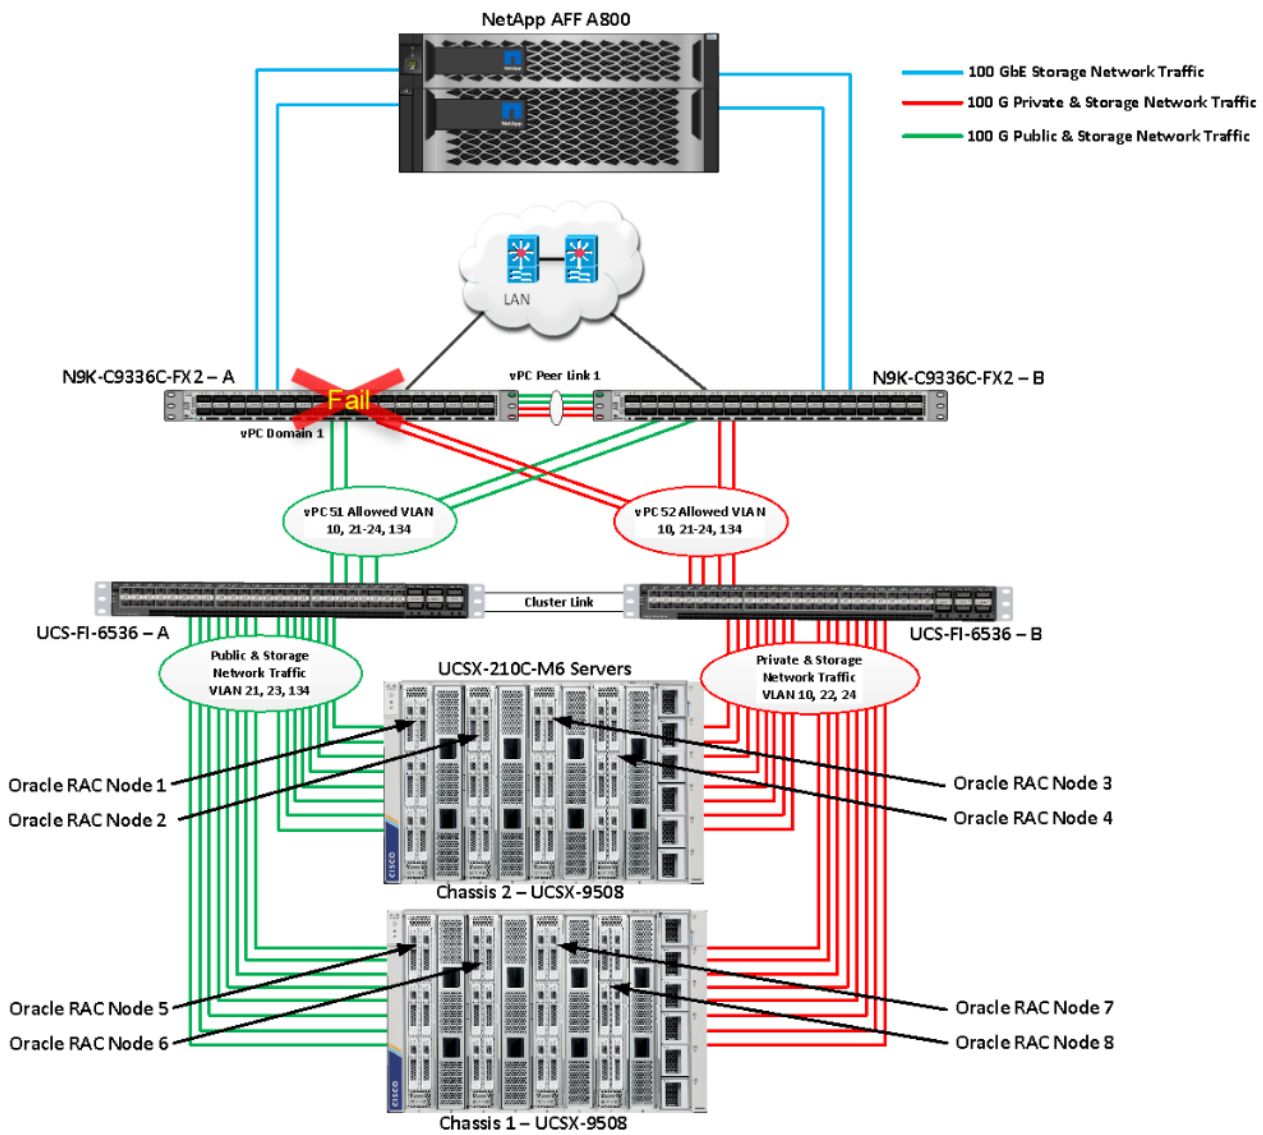 NetApp AFF A800
NetApp
NetApp
100 GbE Storage Network Traffic
100 G Private & Storage Network Traffic
100 G Public & Storage Network Traffic
LAN
N9K-C9336C-FX2 – A
vPC Peer Link 1
N9K-C9336C-FX2 – B
Fail
vPC Domain 1
vPC 51 Allowed VLAN
10, 21-24, 134
vPC 52 Allowed VLAN
10, 21-24, 134
Cluster Link
UCS-FI-6536 – A
UCS-FI-6536 – B
Public & Storage
Network Traffic
VLAN 21, 23, 134
UCSX-210C-M6 Servers
Private & Storage
Network Traffic
VLAN 10, 22, 24
Oracle RAC Node 1
Oracle RAC Node 2
Oracle RAC Node 3
Oracle RAC Node 4
CISCO
Chassis 2 – UCSX-9508
Oracle RAC Node 5
Oracle RAC Node 6
Oracle RAC Node 7
Oracle RAC Node 8
CISCO
Chassis 1 – UCSX-9508